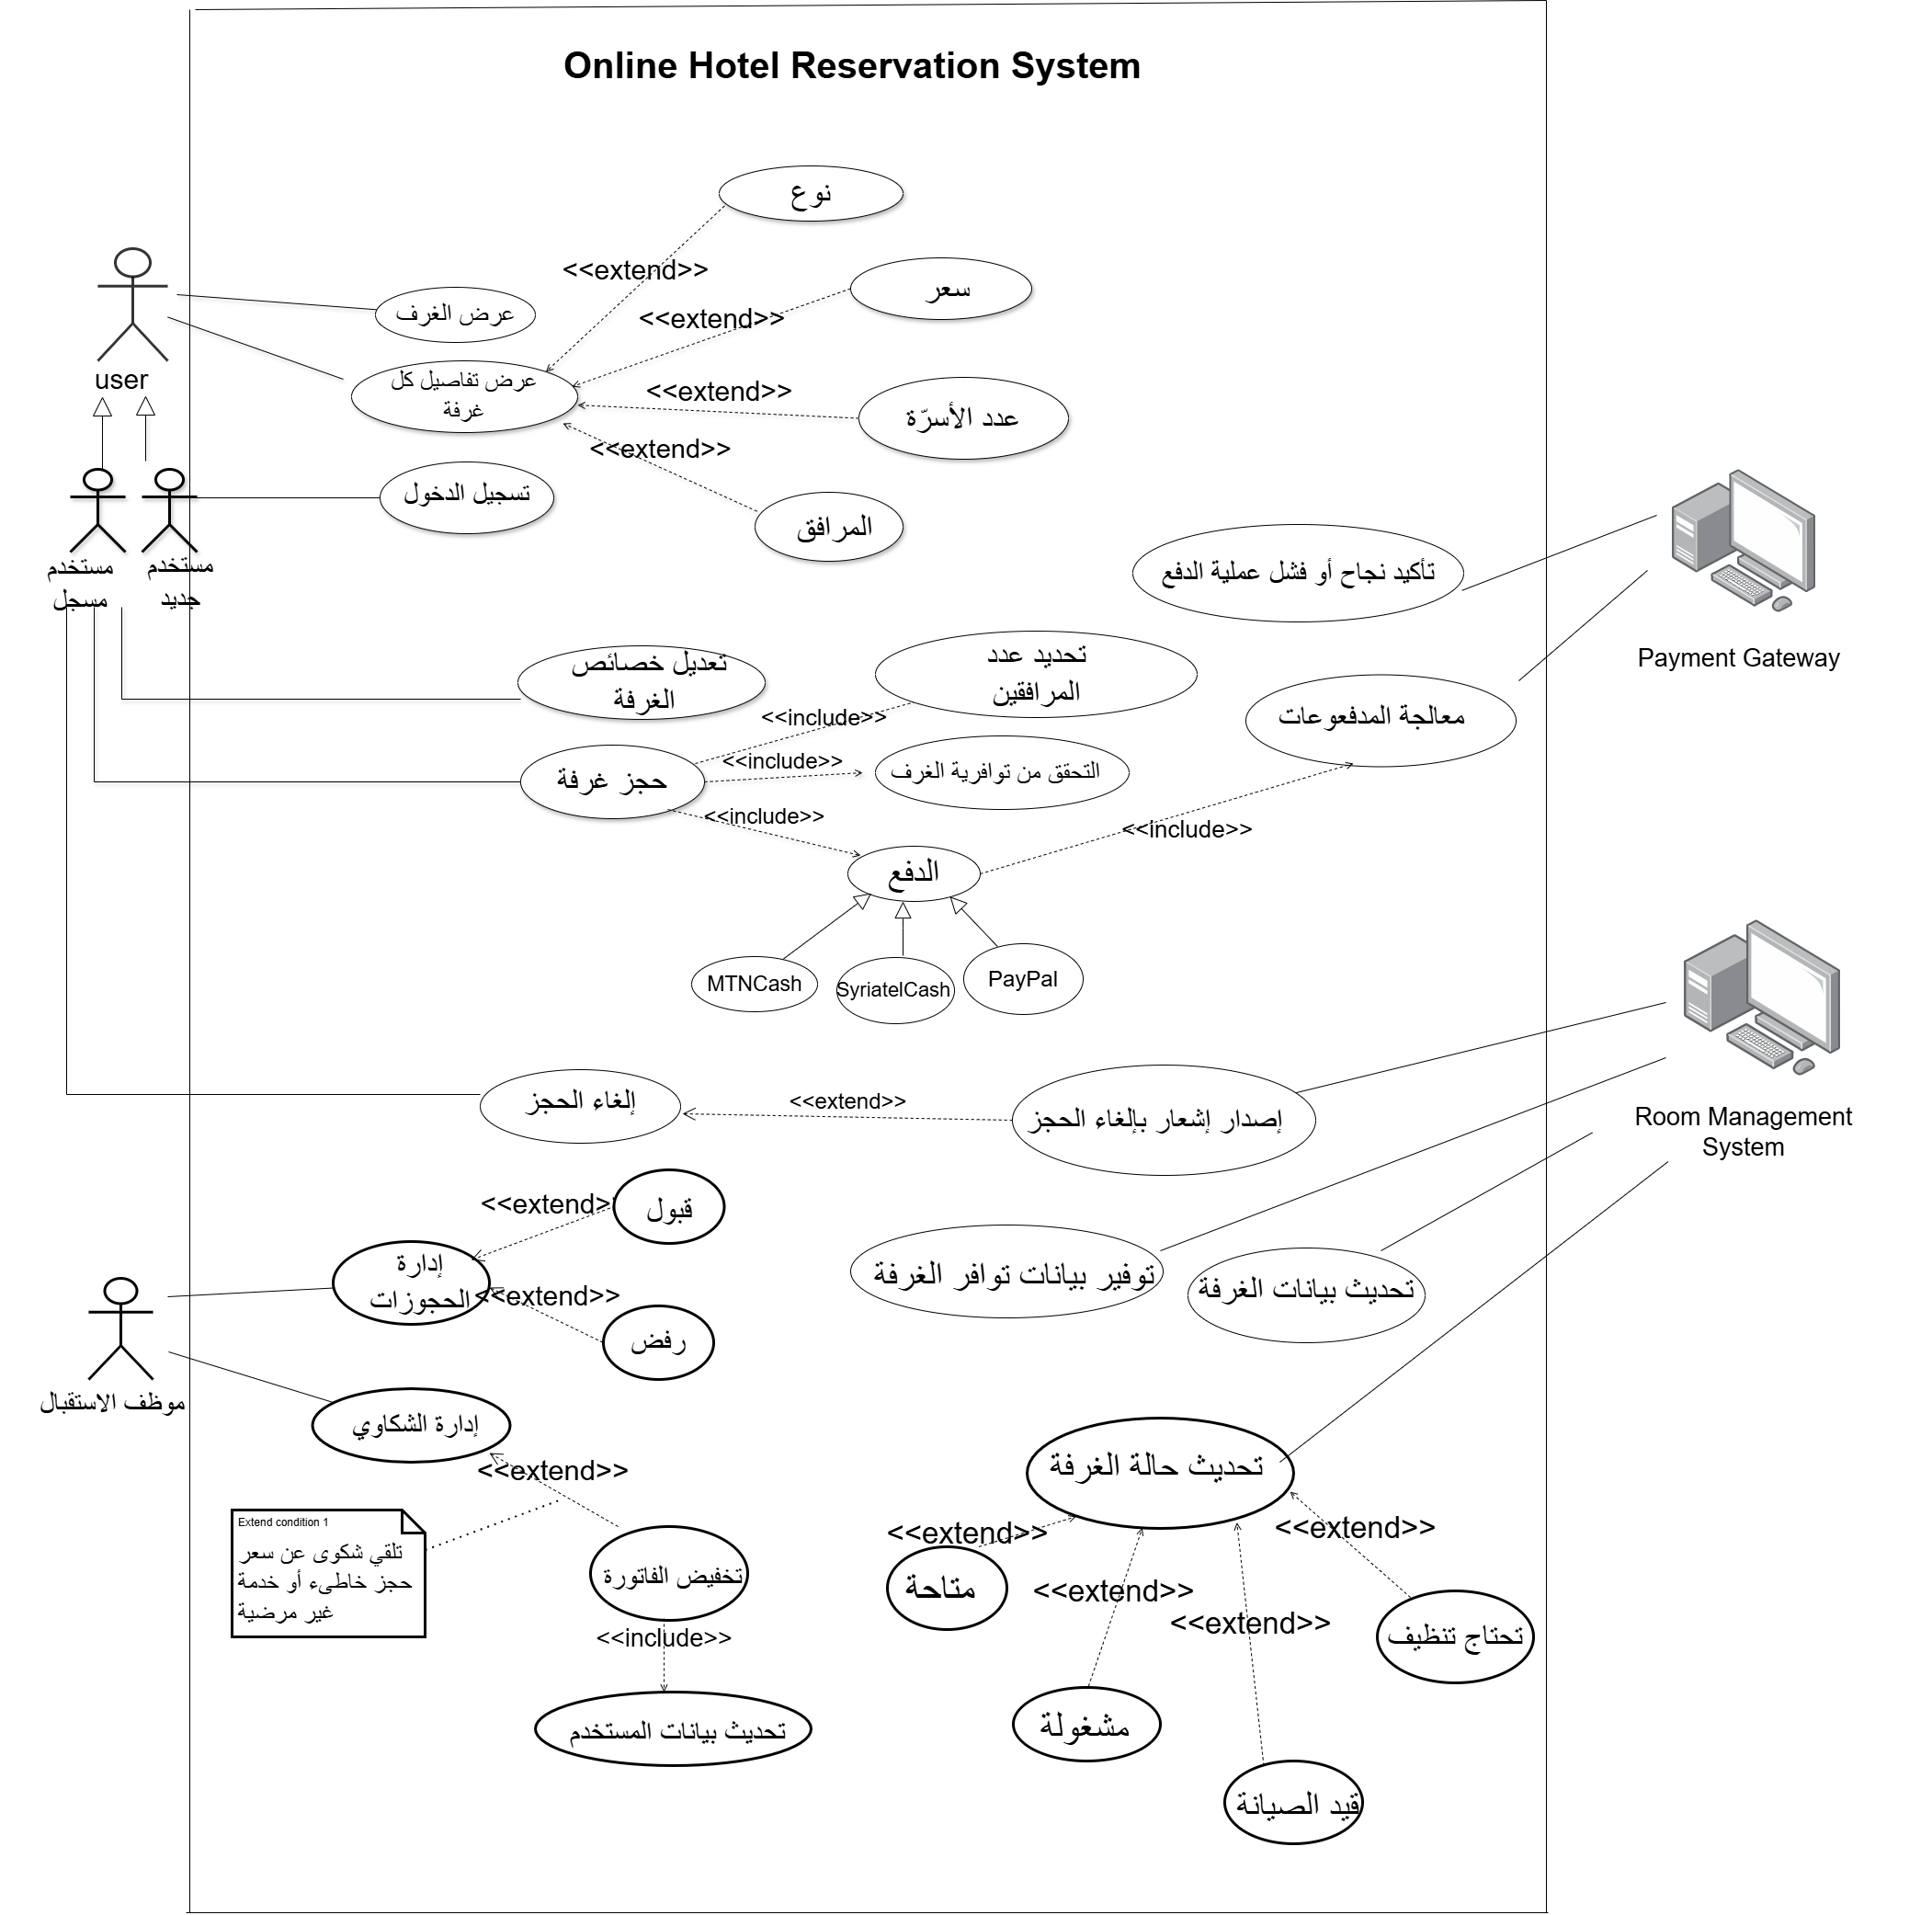 Online Hotel Reservation System
نوع
<<extend>>
سعر
<<extend>>
عرض الغرف
user
عرض تفاصيل كل
غرفة
<<extend>>
عدد الأسرّة
<<extend>>
تسجيل الدخول
المرافق
مستخدم
مسجل
مستخدم
جديد
تأكيد نجاح أو فشل عملية الدفع
Payment Gateway
تعديل خصائص
الغرفة
تحديد عدد
المرافقين
<<include>>
معالجة المدفوعات
حجز غرفة
<<include>>
التحقق من توافرية الغرف
<<include>>
<<include>>
الدفع
MTNCash
SyriatelCash
PayPal
إلغاء الحجز
<<extend>>
إصدار إشعار بإلغاء الحجز
Room Management
System
<<extend>>
قبول
إدارة
الحجوزات
<<extend>>
رفض
توفير بيانات توافر الغرفة
تحديث بيانات الغرفة
موظف الاستقبال
إدارة الشكاوي
<<extend>>
Extend condition 1
تلقي شكوى عن سعر
حجز خاطىء أو خدمة
غير مرضية
تخفيض الفاتورة
<<include>>
تحديث بيانات المستخدم
تحديث حالة الغرفة
<<extend>>
<<extend>>
متاحة
<<extend>>
<<extend>>
تحتاج تنظيف
مشغولة
قيد الصيانة